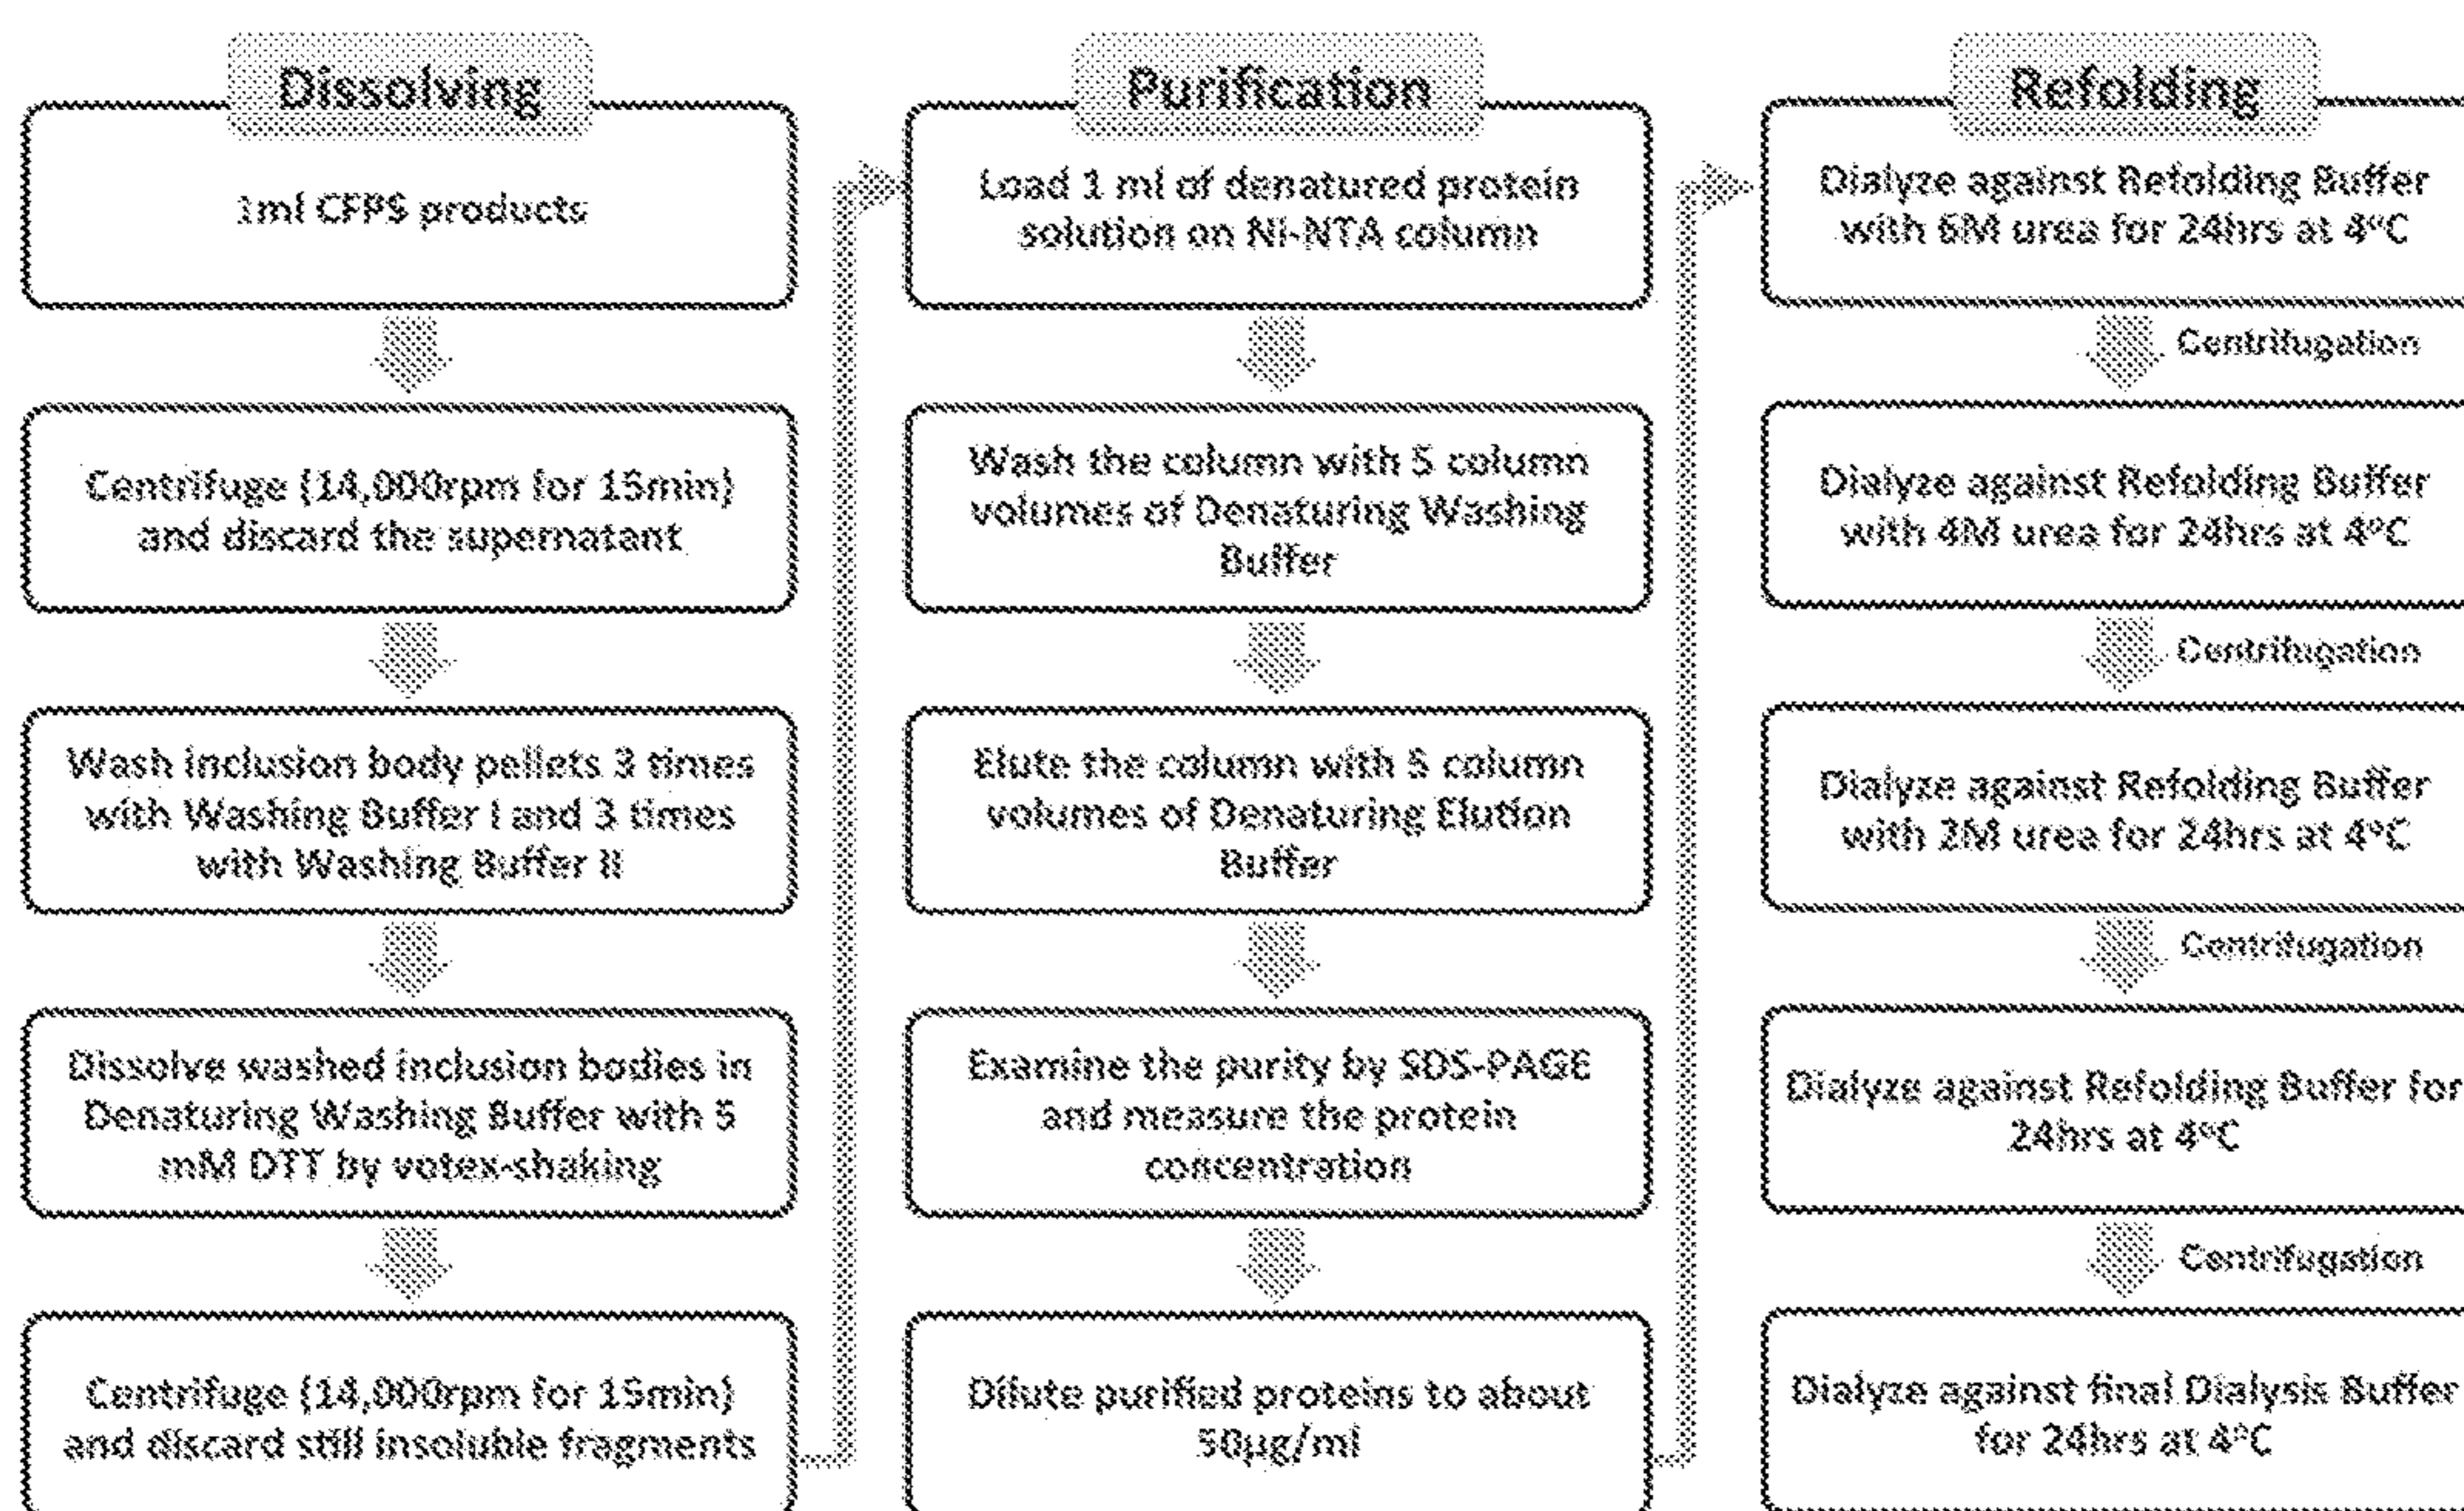 Dissolving
1ml CFPS products
Centrifuge (14,000rpm for 15min)
and discard the supernatant
Wash inclusion body pellets 3 times
with Washing Buffer I and 3 times
with Washing Buffer II
Dissolve washed inclusion bodies in
Denaturing Washing Buffer with 5
mM DTT by votex-shaking
Centrifuge (14,000rpm for 15min)
and discard still insoluble fragments
Purification
Load 1 ml of denatured protein
solution on Ni-NTA column
Wash the column with 5 column
volumes of Denaturing Washing
Buffer
Elute the column with 5 column
volumes of Denaturing Elution
Buffer
Examine the purity by SDS-PAGE
and measure the protein
concentration
Dilute purified proteins to about
50μg/ml
Refolding
Dialyze against Refolding Buffer
with 6M urea for 24hrs at 4°C
Centrifugation
Dialyze against Refolding Buffer
with 4M urea for 24hrs at 4°C
Centrifugation
Dialyze against Refolding Buffer
with 2M urea for 24hrs at 4°C
Centrifugation
Dialyze against Refolding Buffer for
24hrs at 4°C
Centrifugation
Dialyze against final Dialysis Buffer
for 24hrs at 4°C